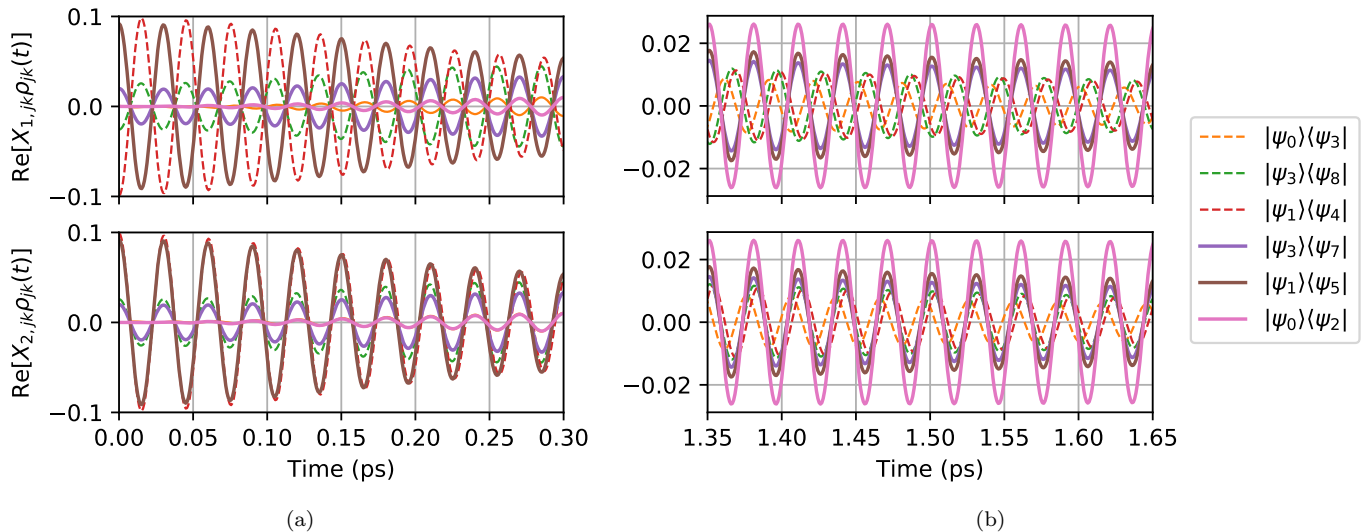 Re[X₁,ⱼₖρⱼₖ(t)]
0.1
0.0
−0.1
0.02
0.00
−0.02
Re[X₂,ⱼₖρⱼₖ(t)]
0.1
0.0
−0.1
0.00 0.05 0.10 0.15 0.20 0.25 0.30
Time (ps)
0.02
0.00
−0.02
1.35 1.40 1.45 1.50 1.55 1.60 1.65
Time (ps)
|ψ₀⟩⟨ψ₃|
|ψ₃⟩⟨ψ₈|
|ψ₁⟩⟨ψ₄|
|ψ₃⟩⟨ψ₇|
|ψ₁⟩⟨ψ₅|
|ψ₀⟩⟨ψ₂|
(a)
(b)